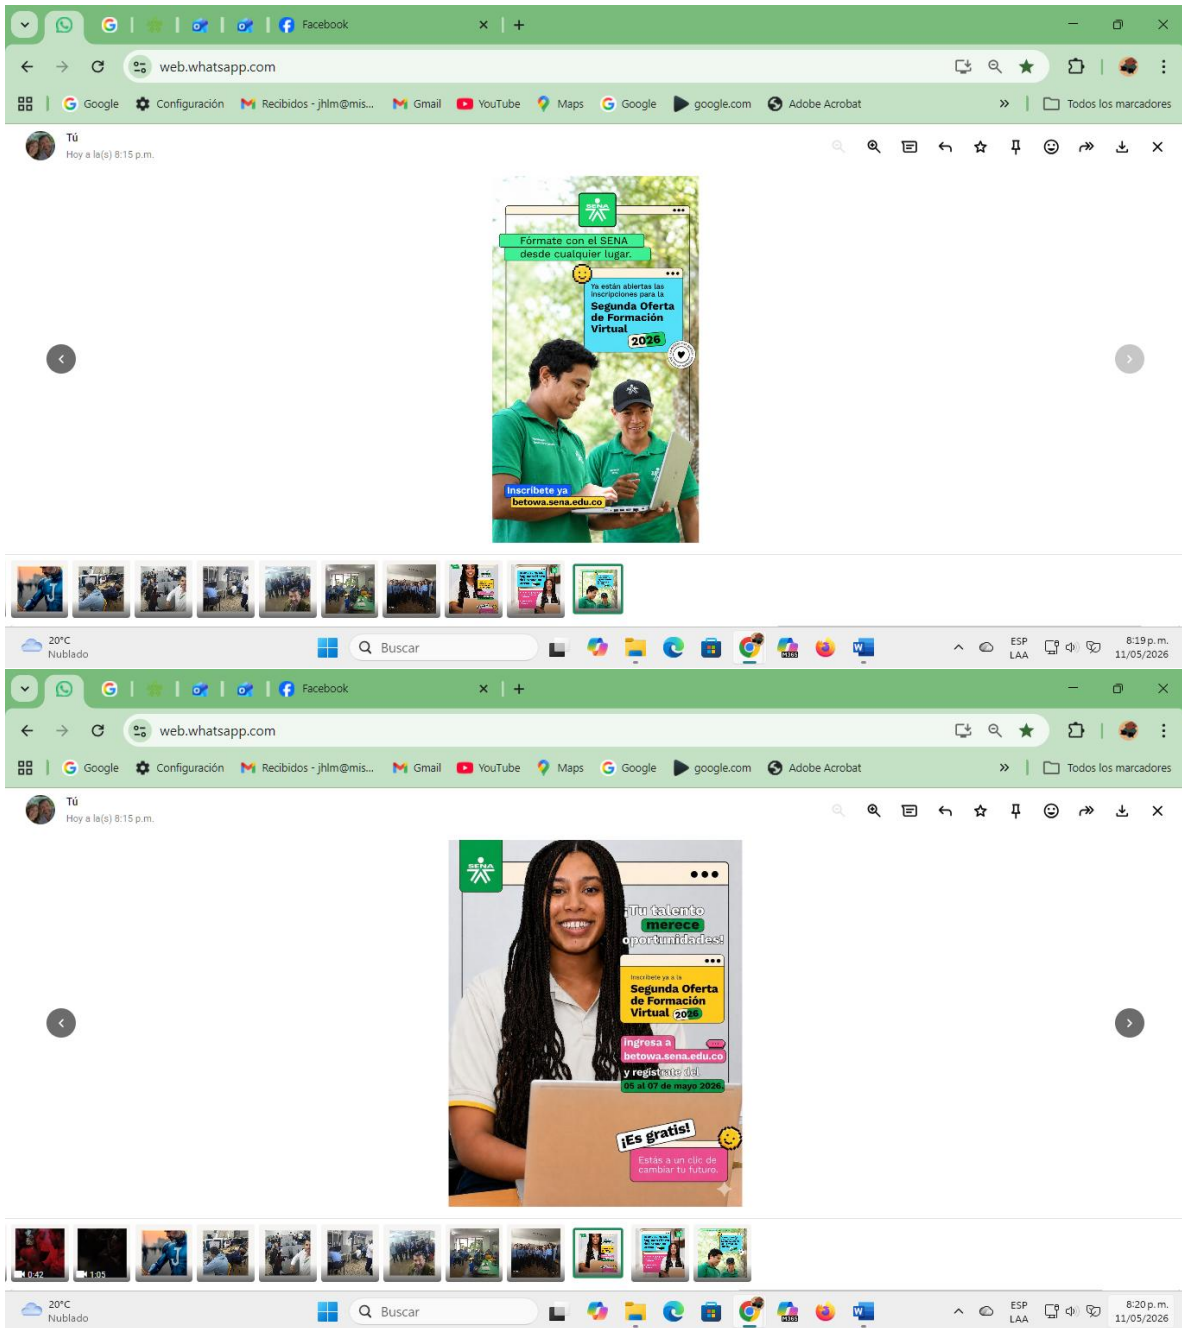 Facebook
web.whatsapp.com
Google
Configuración
Recibidos - jhlm@mis...
Gmail
YouTube
Maps
Google
google.com
Adobe Acrobat
Todos los marcadores
Tú
Hoy a la(s) 8:15 p.m.
SENA
Fórmate con el SENA
desde cualquier lugar.
Ya están abiertas las
inscripciones para la
Segunda Oferta
de Formación
Virtual
2026
Inscríbete ya
betowa.sena.edu.co
20°C
Nublado
Buscar
M365
ESP
LAA
8:19 p.m.
11/05/2026
Facebook
web.whatsapp.com
Google
Configuración
Recibidos - jhlm@mis...
Gmail
YouTube
Maps
Google
google.com
Adobe Acrobat
Todos los marcadores
Tú
Hoy a la(s) 8:15 p.m.
SENA
¡Tu talento
merece
oportunidades!
Inscríbete ya a la
Segunda Oferta
de Formación
Virtual 2026
ingresa a
betowa.sena.edu.co
y regístrate del
05 al 07 de mayo 2026.
¡Es gratis!
Estás a un clic de
cambiar tu futuro.
0:42
1:05
20°C
Nublado
Buscar
M365
ESP
LAA
8:20 p.m.
11/05/2026